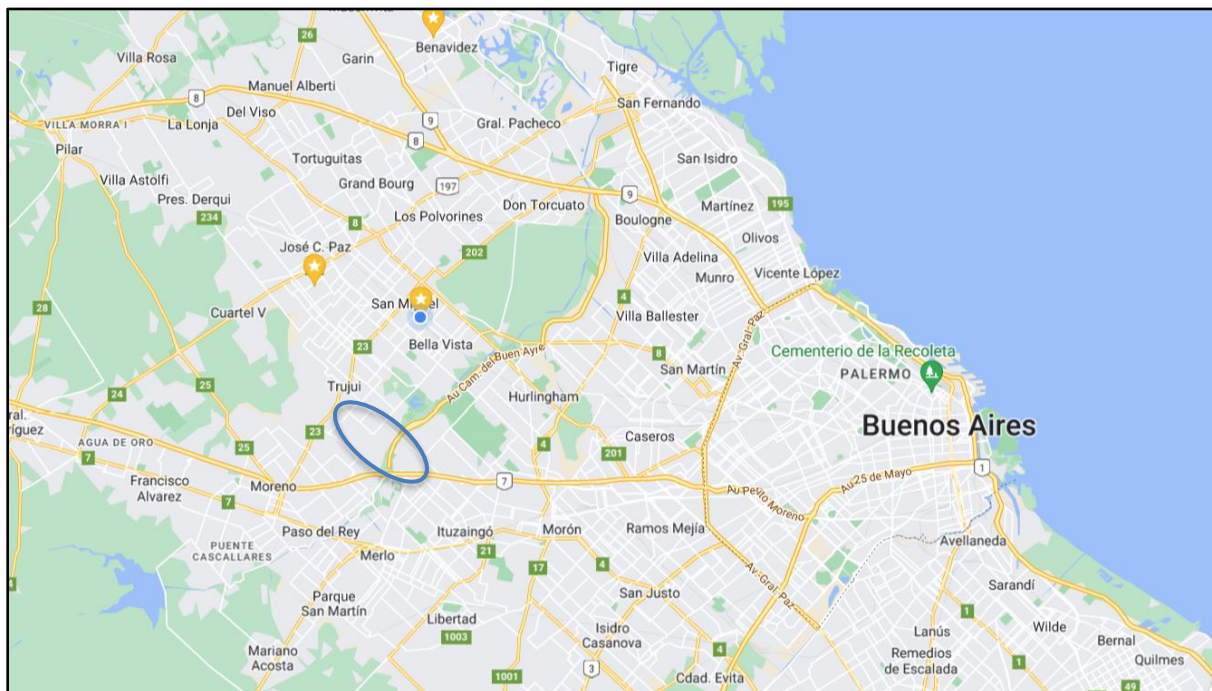 Benavidez
26
Villa Rosa
Garin
Tigre
Manuel Alberti
8
Del Viso
San Fernando
VILLA MORRA I
La Lonja
9
Gral. Pacheco
8
Pilar
Tortuguitas
San Isidro
Villa Astolfi
Grand Bourg
197
Pres. Derqui
9
Martínez
195
Don Torcuato
234
Los Polvorines
8
Boulogne
Olivos
José C. Paz
202
Villa Adelina
Munro
Vicente López
28
San Miguel
4
Cuartel V
Villa Ballester
Av. Gral. Paz
23
Bella Vista
Au Cam. del Buen Ayre
8
Cementerio de la Recoleta
San Martín
PALERMO
24
25
Trujui
Hurlingham
Buenos Aires
ral.
ríguez
AGUA DE ORO
23
Caseros
25
4
201
7
1
Francisco
Alvarez
Moreno
7
Au 25 de Mayo
Au Perito Moreno
7
Paso del Rey
Ituzaingó
Morón
Ramos Mejía
Avellaneda
PUENTE
CASCALLARES
Merlo
21
17
4
Av. Gral. Paz
Sarandí
San Justo
Parque
San Martín
1
Wilde
Libertad
1003
Isidro
Casanova
Lanús
Bernal
4
Mariano
Acosta
Remedios
de Escalada
1
Quilmes
3
1001
Cdad. Evita
49